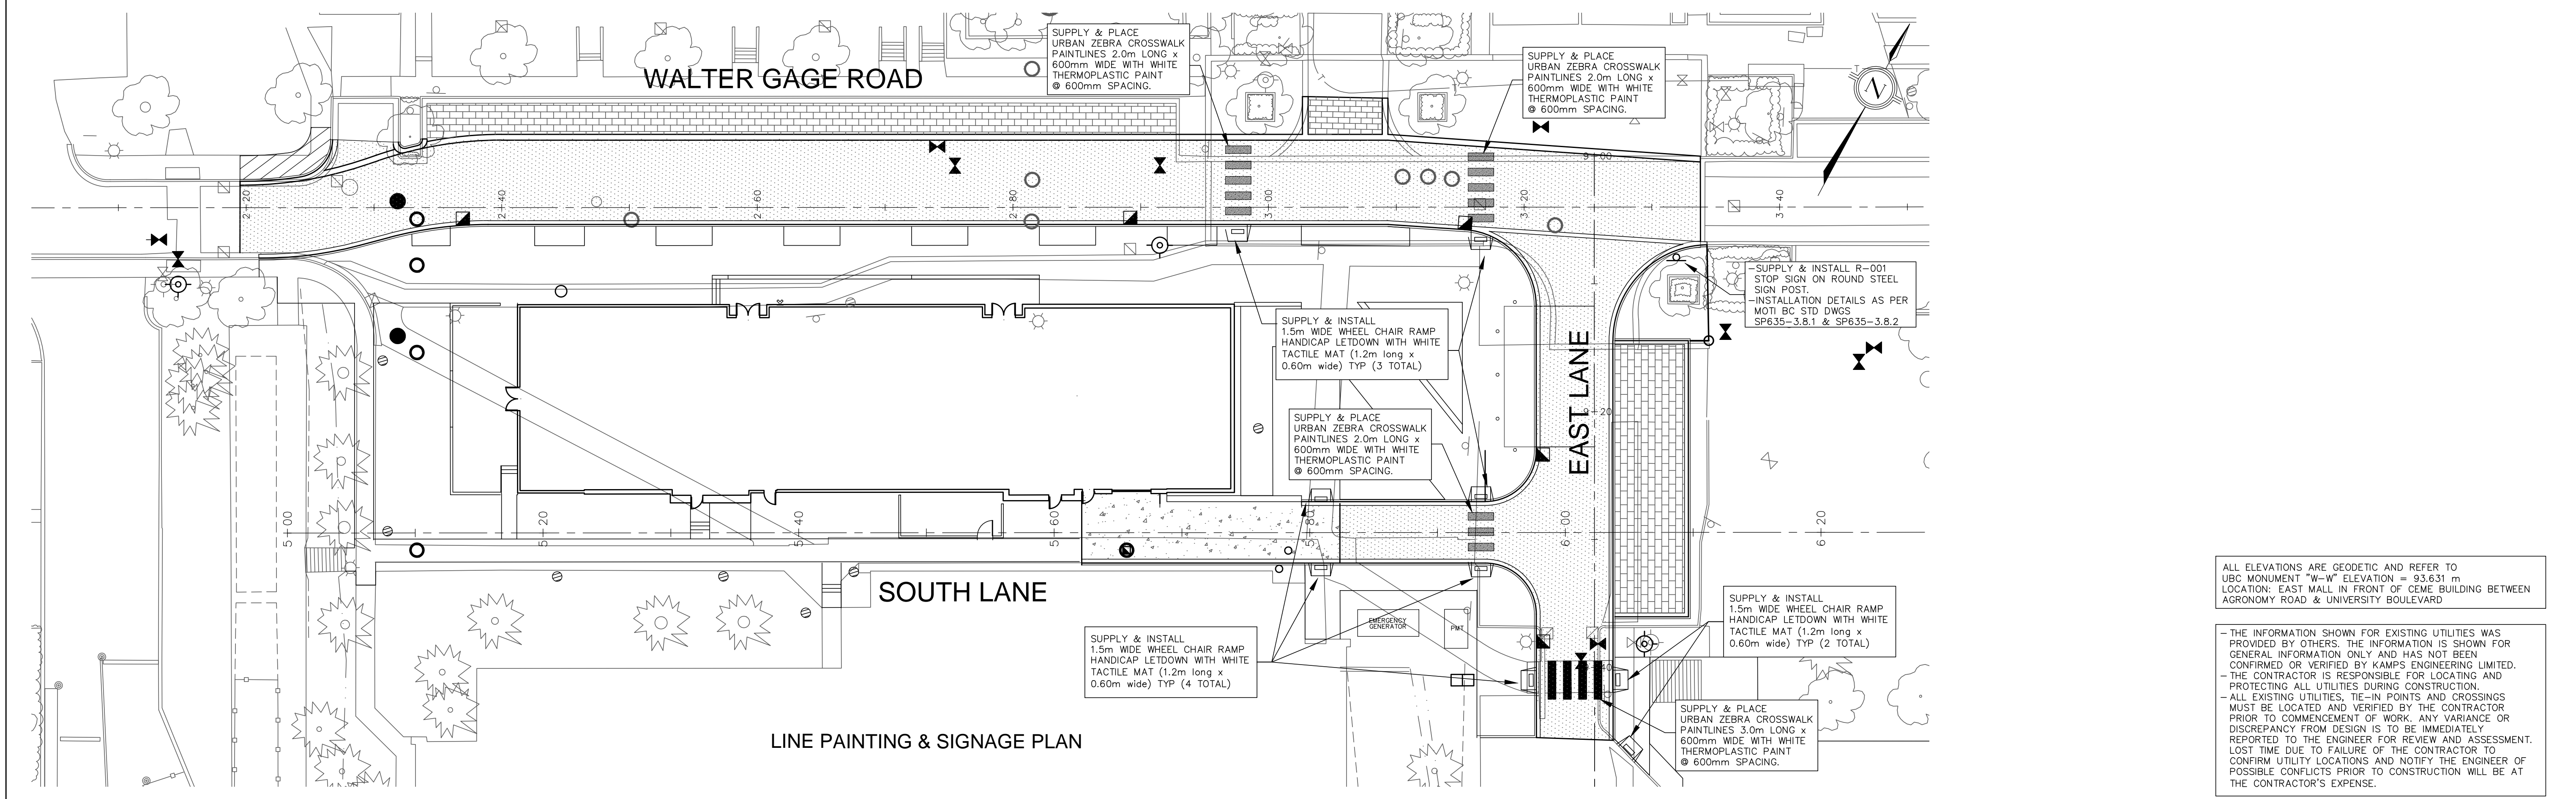 WALTER GAGE ROAD
SUPPLY & PLACE
URBAN ZEBRA CROSSWALK
PAINTLINES 2.0m LONG x
600mm WIDE WITH WHITE
THERMOPLASTIC PAINT
@ 600mm SPACING.
SUPPLY & PLACE
URBAN ZEBRA CROSSWALK
PAINTLINES 2.0m LONG x
600mm WIDE WITH WHITE
THERMOPLASTIC PAINT
@ 600mm SPACING.
N
9+00
2+20
2+40
2+60
2+80
3+00
3+20
3+40
-SUPPLY & INSTALL R-001
STOP SIGN ON ROUND STEEL
SIGN POST.
-INSTALLATION DETAILS AS PER
MOTI BC STD DWGS
SP635-3.8.1 & SP635-3.8.2
SUPPLY & INSTALL
1.5m WIDE WHEEL CHAIR RAMP
HANDICAP LETDOWN WITH WHITE
TACTILE MAT (1.2m long x
0.60m wide) TYP (3 TOTAL)
EAST LANE
9+20
SUPPLY & PLACE
URBAN ZEBRA CROSSWALK
PAINTLINES 2.0m LONG x
600mm WIDE WITH WHITE
THERMOPLASTIC PAINT
@ 600mm SPACING.
5+00
5+20
5+40
5+60
5+80
6+00
6+20
SOUTH LANE
EMERGENCY
GENERATOR
PMT
SUPPLY & INSTALL
1.5m WIDE WHEEL CHAIR RAMP
HANDICAP LETDOWN WITH WHITE
TACTILE MAT (1.2m long x
0.60m wide) TYP (4 TOTAL)
SUPPLY & INSTALL
1.5m WIDE WHEEL CHAIR RAMP
HANDICAP LETDOWN WITH WHITE
TACTILE MAT (1.2m long x
0.60m wide) TYP (2 TOTAL)
9+40
SUPPLY & PLACE
URBAN ZEBRA CROSSWALK
PAINTLINES 3.0m LONG x
600mm WIDE WITH WHITE
THERMOPLASTIC PAINT
@ 600mm SPACING.
LINE PAINTING & SIGNAGE PLAN
ALL ELEVATIONS ARE GEODETIC AND REFER TO
UBC MONUMENT "W-W" ELEVATION = 93.631 m
LOCATION: EAST MALL IN FRONT OF CEME BUILDING BETWEEN
AGRONOMY ROAD & UNIVERSITY BOULEVARD
- THE INFORMATION SHOWN FOR EXISTING UTILITIES WAS
PROVIDED BY OTHERS. THE INFORMATION IS SHOWN FOR
GENERAL INFORMATION ONLY AND HAS NOT BEEN
CONFIRMED OR VERIFIED BY KAMPS ENGINEERING LIMITED.
- THE CONTRACTOR IS RESPONSIBLE FOR LOCATING AND
PROTECTING ALL UTILITIES DURING CONSTRUCTION.
- ALL EXISTING UTILITIES, TIE-IN POINTS AND CROSSINGS
MUST BE LOCATED AND VERIFIED BY THE CONTRACTOR
PRIOR TO COMMENCEMENT OF WORK. ANY VARIANCE OR
DISCREPANCY FROM DESIGN IS TO BE IMMEDIATELY
REPORTED TO THE ENGINEER FOR REVIEW AND ASSESSMENT.
LOST TIME DUE TO FAILURE OF THE CONTRACTOR TO
CONFIRM UTILITY LOCATIONS AND NOTIFY THE ENGINEER OF
POSSIBLE CONFLICTS PRIOR TO CONSTRUCTION WILL BE AT
THE CONTRACTOR'S EXPENSE.